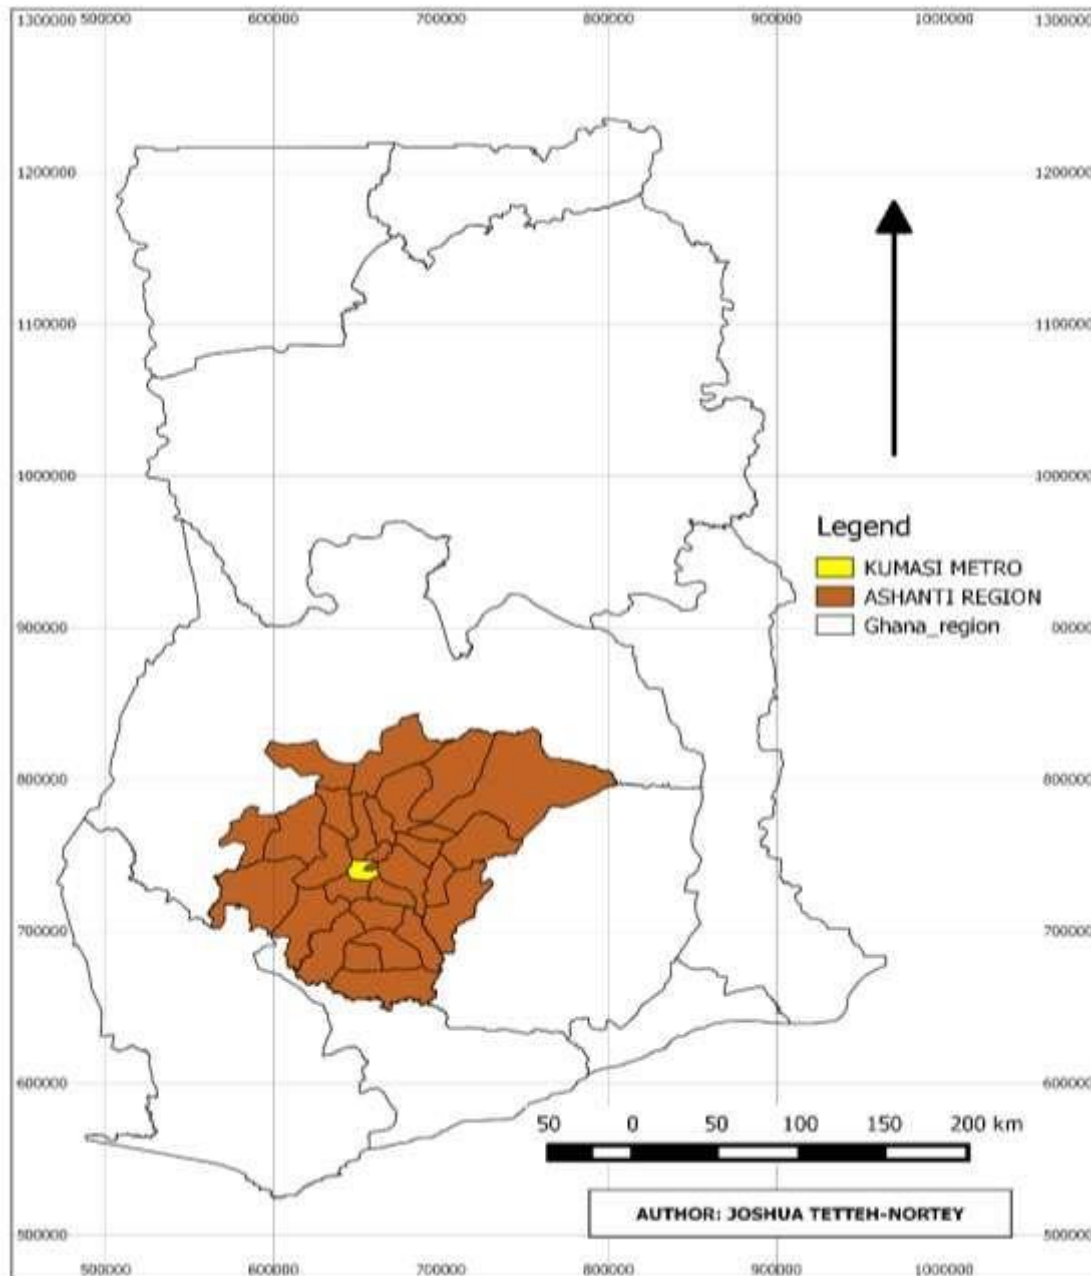 1300000 500000 600000 700000 800000 900000 1000000 1300000
1200000 1200000
1100000 1100000
1000000 1000000
Legend
KUMASI METRO
ASHANTI REGION
Ghana_region
900000 00000
800000 800000
700000 700000
600000 600000
50 0 50 100 150 200 km
AUTHOR: JOSHUA TETTEH-NORTEY
500000 500000
500000 600000 700000 800000 900000 1000000